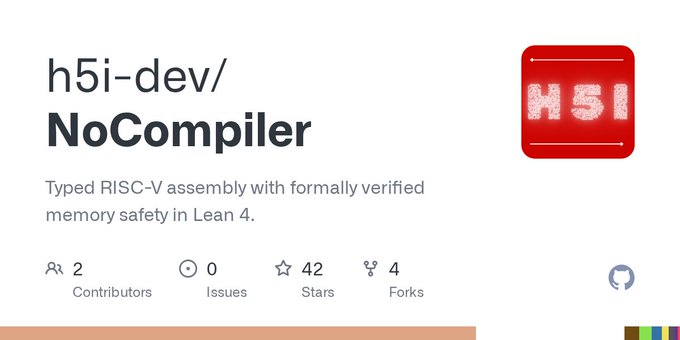 h5i-dev/
NoCompiler
H5I
Typed RISC-V assembly with formally verified
memory safety in Lean 4.
2
Contributors
0
Issues
42
Stars
4
Forks